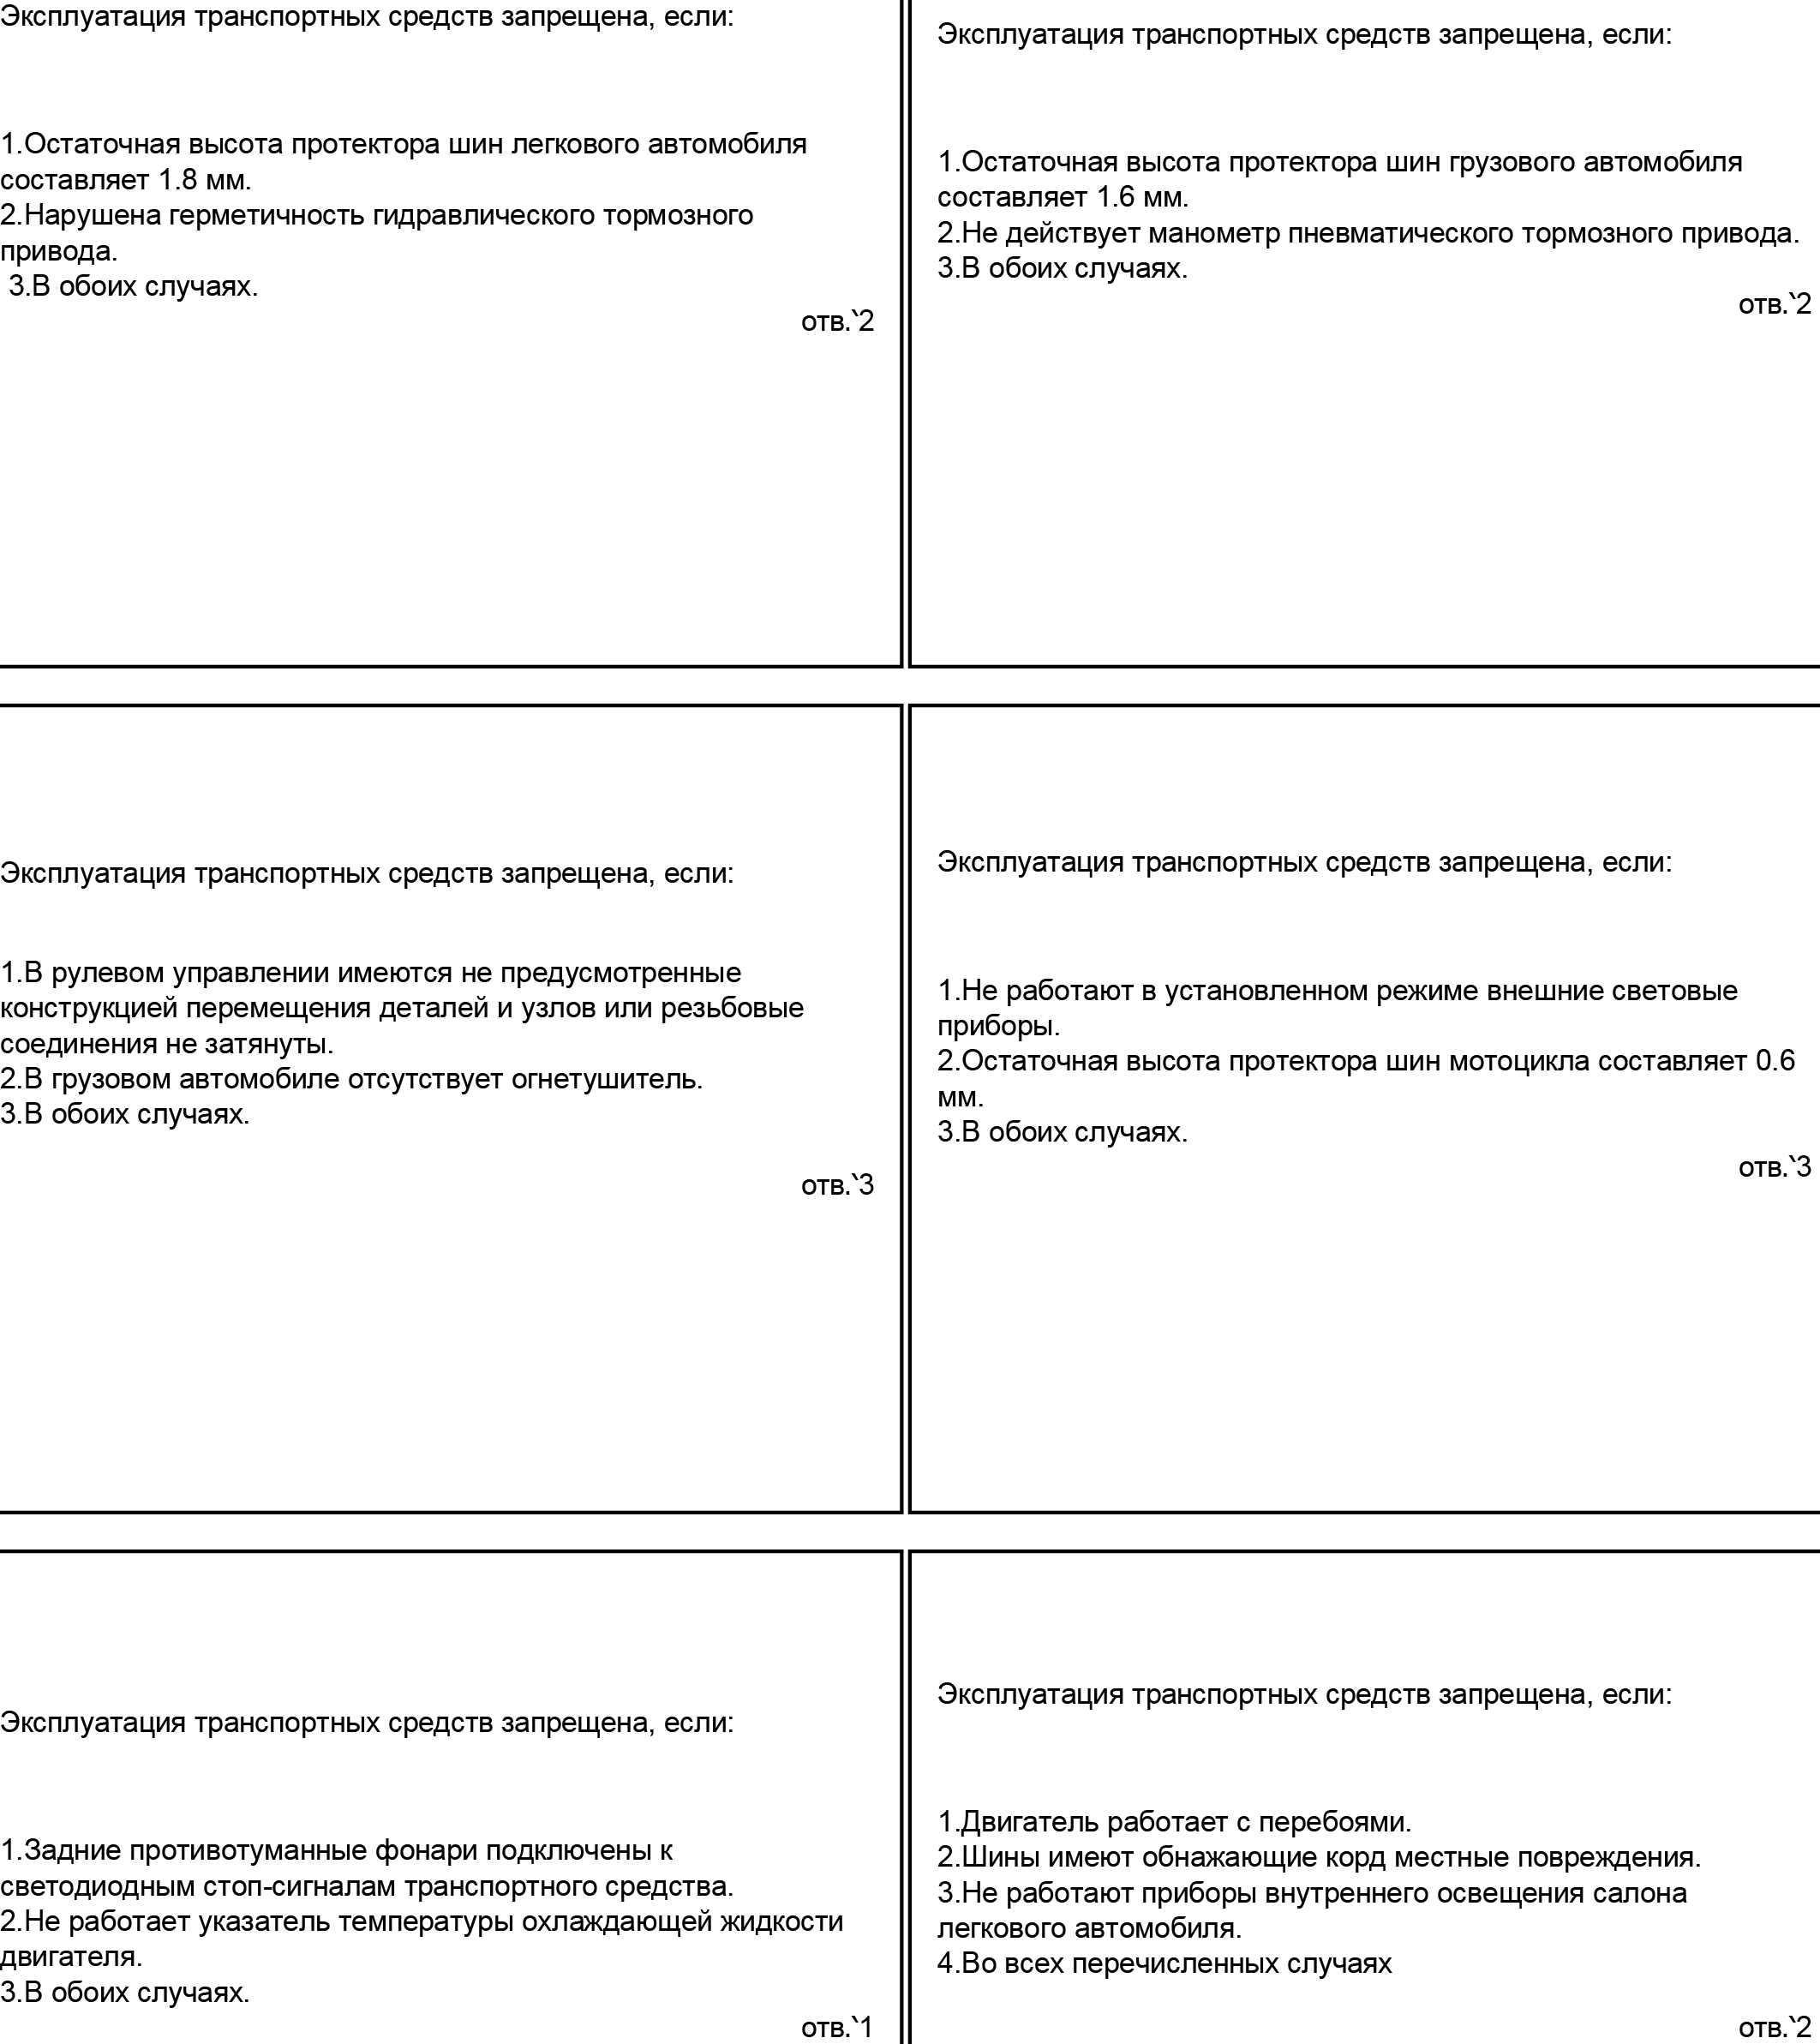 Эксплуатация транспортных средств запрещена, если:
1.Остаточная высота протектора шин легкового автомобиля
составляет 1.8 мм.
2.Нарушена герметичность гидравлического тормозного
привода.
3.В обоих случаях.
отв.`2
Эксплуатация транспортных средств запрещена, если:
1.Остаточная высота протектора шин грузового автомобиля
составляет 1.6 мм.
2.Не действует манометр пневматического тормозного привода.
3.В обоих случаях.
отв.`2
Эксплуатация транспортных средств запрещена, если:
1.В рулевом управлении имеются не предусмотренные
конструкцией перемещения деталей и узлов или резьбовые
соединения не затянуты.
2.В грузовом автомобиле отсутствует огнетушитель.
3.В обоих случаях.
отв.`3
Эксплуатация транспортных средств запрещена, если:
1.Не работают в установленном режиме внешние световые
приборы.
2.Остаточная высота протектора шин мотоцикла составляет 0.6
мм.
3.В обоих случаях.
отв.`3
Эксплуатация транспортных средств запрещена, если:
1.Задние противотуманные фонари подключены к
светодиодным стоп-сигналам транспортного средства.
2.Не работает указатель температуры охлаждающей жидкости
двигателя.
3.В обоих случаях.
отв.`1
Эксплуатация транспортных средств запрещена, если:
1.Двигатель работает с перебоями.
2.Шины имеют обнажающие корд местные повреждения.
3.Не работают приборы внутреннего освещения салона
легкового автомобиля.
4.Во всех перечисленных случаях
отв.`2